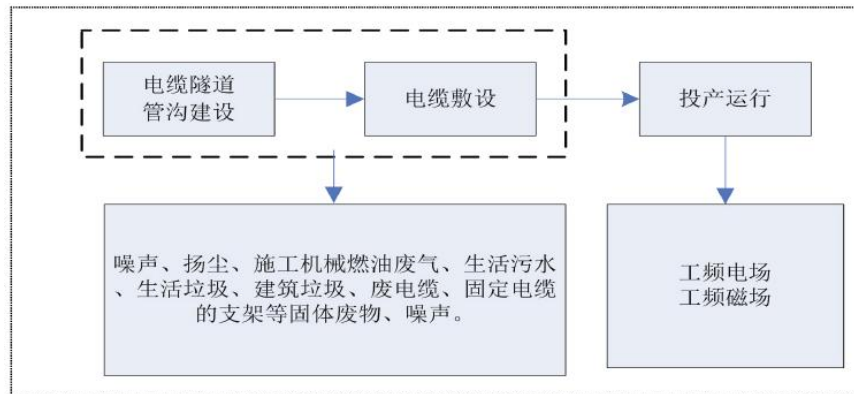 电缆隧道
管沟建设
电缆敷设
投产运行
噪声、扬尘、施工机械燃油废气、生活污水
、生活垃圾、建筑垃圾、废电缆、固定电缆
的支架等固体废物、噪声。
工频电场
工频磁场